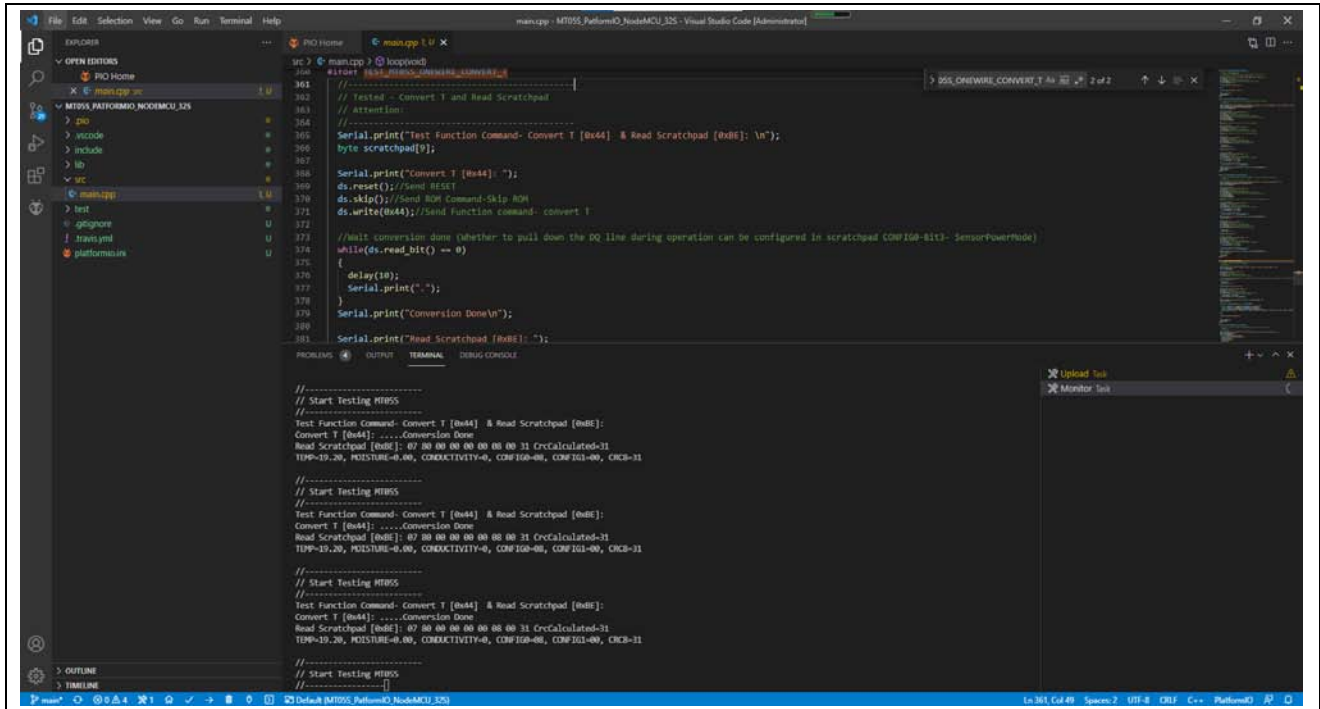 File Edit Selection View Go Run Terminal Help
main.cpp - MT05S_PatformIO_NodeMCU_32S - Visual Studio Code [Administrator]
EXPLORER
PIO Home
main.cpp 1, U
OPEN EDITORS
PIO Home
main.cpp src 1, U
MT05S_PATFORMIO_NODEMCU_32S
.pio
.vscode
include
lib
src
main.cpp 1, U
test
.gitignore U
.travis.yml U
platformio.ini U
OUTLINE
TIMELINE
src > main.cpp > loop(void)
05S_ONEWIRE_CONVERT_T 2 of 2
360 #ifdef TEST_MT05S_ONEWIRE_CONVERT_T
361 //------------------------------------------------
362 // Tested - Convert T and Read Scratchpad
363 // Attention:
364 //------------------------------------------------
365 Serial.print("Test Function Command- Convert T [0x44]  & Read Scratchpad [0xBE]: \n");
366 byte scratchpad[9];
367
368 Serial.print("Convert T [0x44]: ");
369 ds.reset();//Send RESET
370 ds.skip();//Send ROM Command-Skip ROM
371 ds.write(0x44);//Send Function command- convert T
372
373 //Wait conversion done (whether to pull down the DQ line during operation can be configured in scratchpad CONFIG0-Bit3- SensorPowerMode)
374 while(ds.read_bit() == 0)
375 {
376 delay(10);
377 Serial.print(".");
378 }
379 Serial.print("Conversion Done\n");
380
381 Serial.print("Read Scratchpad [0xBE]: ");
PROBLEMS 4 OUTPUT TERMINAL DEBUG CONSOLE
Upload Task
Monitor Task
//-------------------------
// Start Testing MT05S
//-------------------------
Test Function Command- Convert T [0x44]  & Read Scratchpad [0xBE]:
Convert T [0x44]: .....Conversion Done
Read Scratchpad [0xBE]: 07 80 00 00 00 00 08 00 31 CrcCalculated=31
TEMP=19.20, MOISTURE=0.00, CONDUCTIVITY=0, CONFIG0=08, CONFIG1=00, CRC8=31
//-------------------------
// Start Testing MT05S
//-------------------------
Test Function Command- Convert T [0x44]  & Read Scratchpad [0xBE]:
Convert T [0x44]: .....Conversion Done
Read Scratchpad [0xBE]: 07 80 00 00 00 00 08 00 31 CrcCalculated=31
TEMP=19.20, MOISTURE=0.00, CONDUCTIVITY=0, CONFIG0=08, CONFIG1=00, CRC8=31
//-------------------------
// Start Testing MT05S
//-------------------------
Test Function Command- Convert T [0x44]  & Read Scratchpad [0xBE]:
Convert T [0x44]: .....Conversion Done
Read Scratchpad [0xBE]: 07 80 00 00 00 00 08 00 31 CrcCalculated=31
TEMP=19.20, MOISTURE=0.00, CONDUCTIVITY=0, CONFIG0=08, CONFIG1=00, CRC8=31
//-------------------------
// Start Testing MT05S
//-----------------
main* 0 4 1 Default (MT05S_PatformIO_NodeMCU_32S) Ln 361, Col 49 Spaces: 2 UTF-8 CRLF C++ PlatformIO